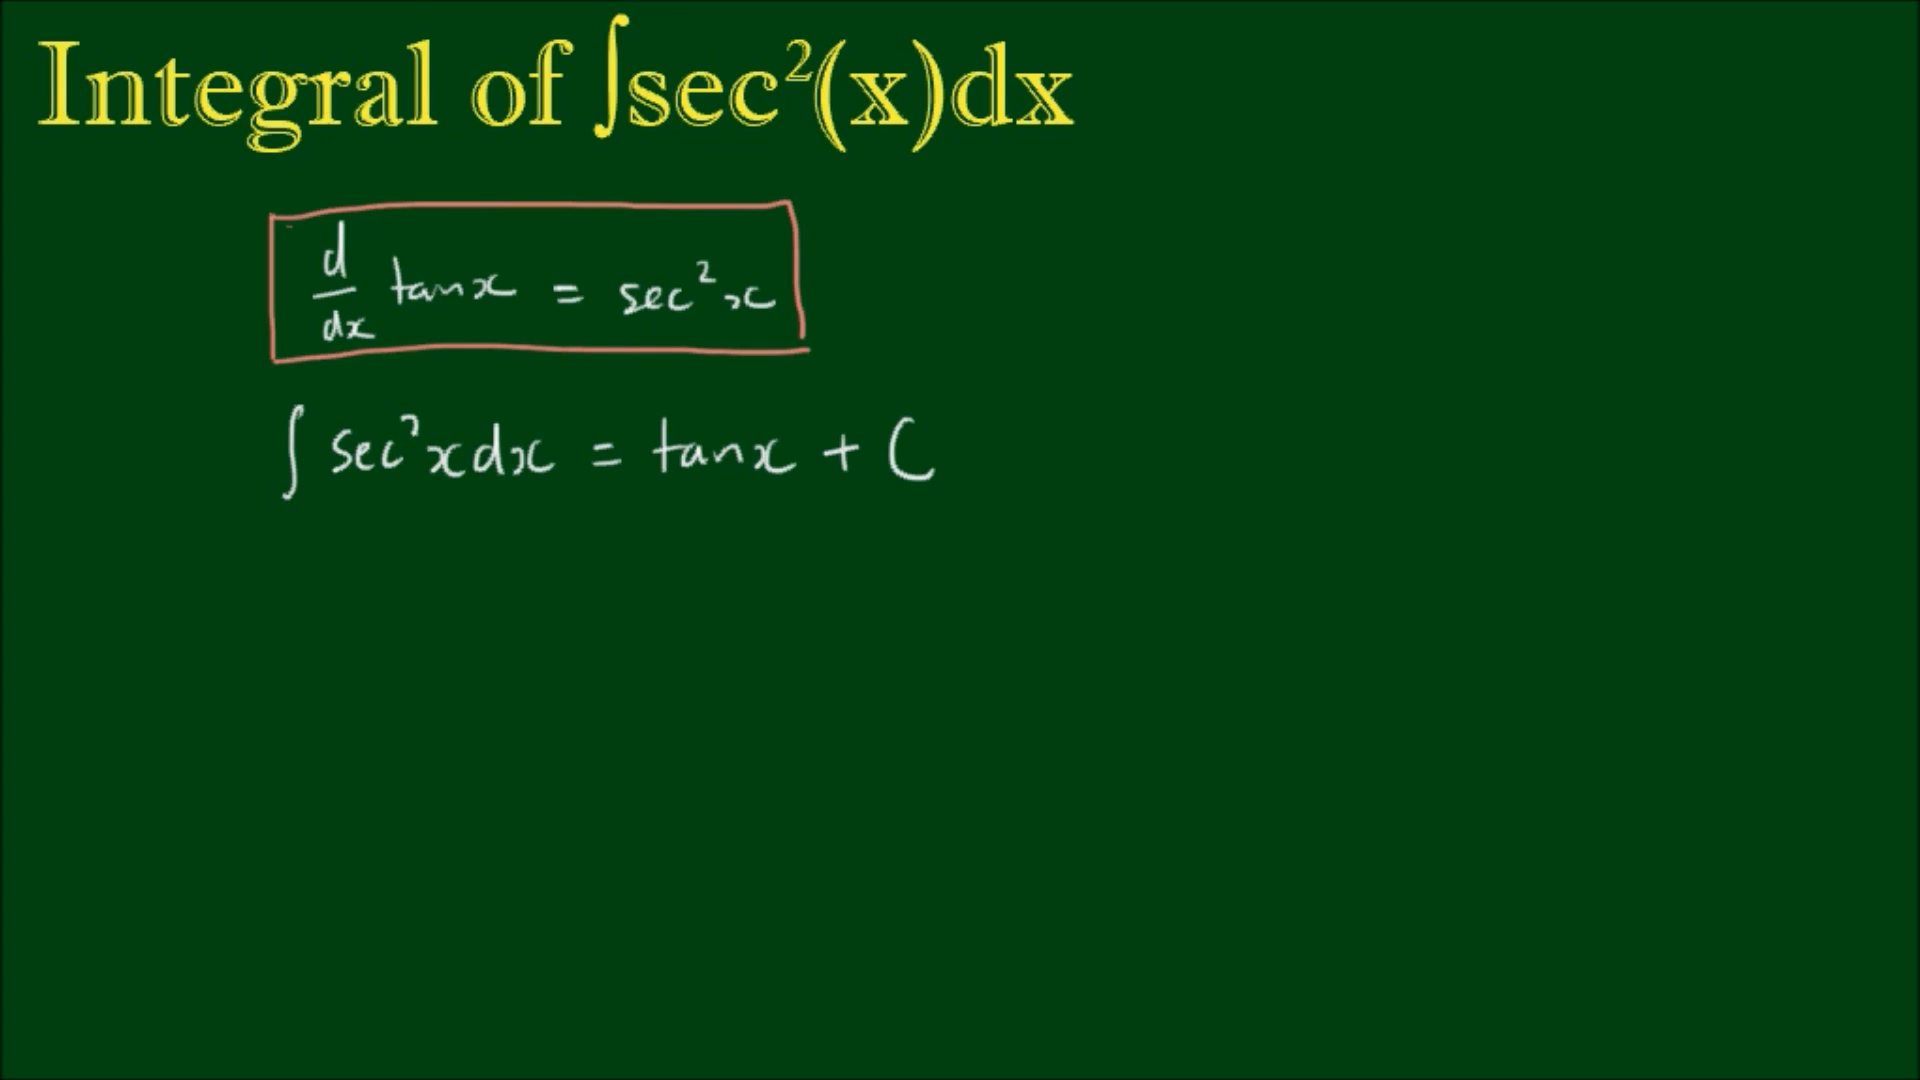 Integral of ∫sec²(x)dx
d/dx tanx = sec²x
∫ sec²xdx = tanx + C